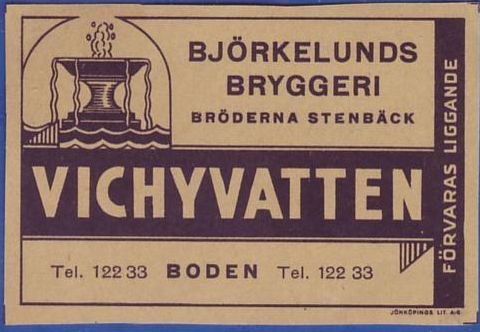 BJÖRKELUNDS
BRYGGERI
BRÖDERNA STENBÄCK
VICHYVATTEN
Tel. 122 33 BODEN Tel. 122 33
FÖRVARAS LIGGANDE
JÖNKÖPINGS LIT. A-G